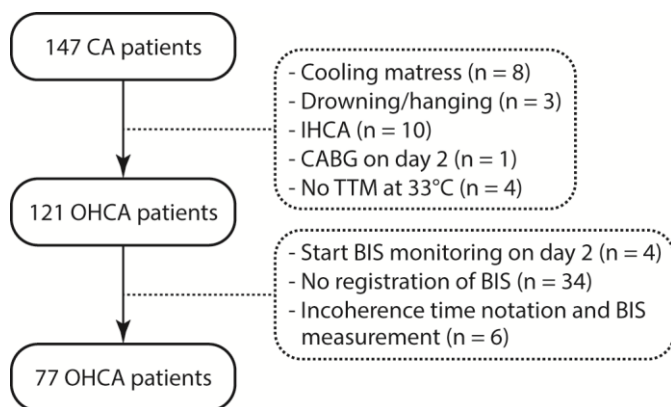 147 CA patients
- Cooling matress (n = 8)
- Drowning/hanging (n = 3)
- IHCA (n = 10)
- CABG on day 2 (n = 1)
- No TTM at 33°C (n = 4)
121 OHCA patients
- Start BIS monitoring on day 2 (n = 4)
- No registration of BIS (n = 34)
- Incoherence time notation and BIS
measurement (n = 6)
77 OHCA patients